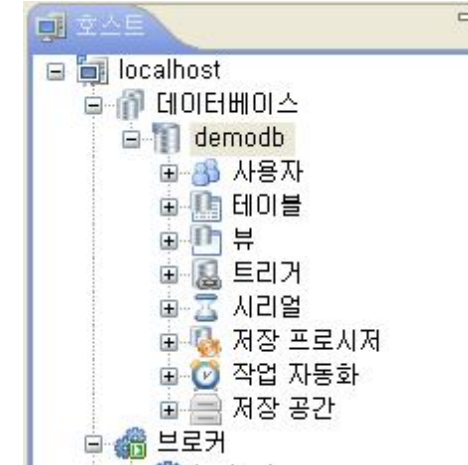 호스트
localhost
데이터베이스
demodb
사용자
테이블
뷰
트리거
시리얼
저장 프로시저
작업 자동화
저장 공간
브로커